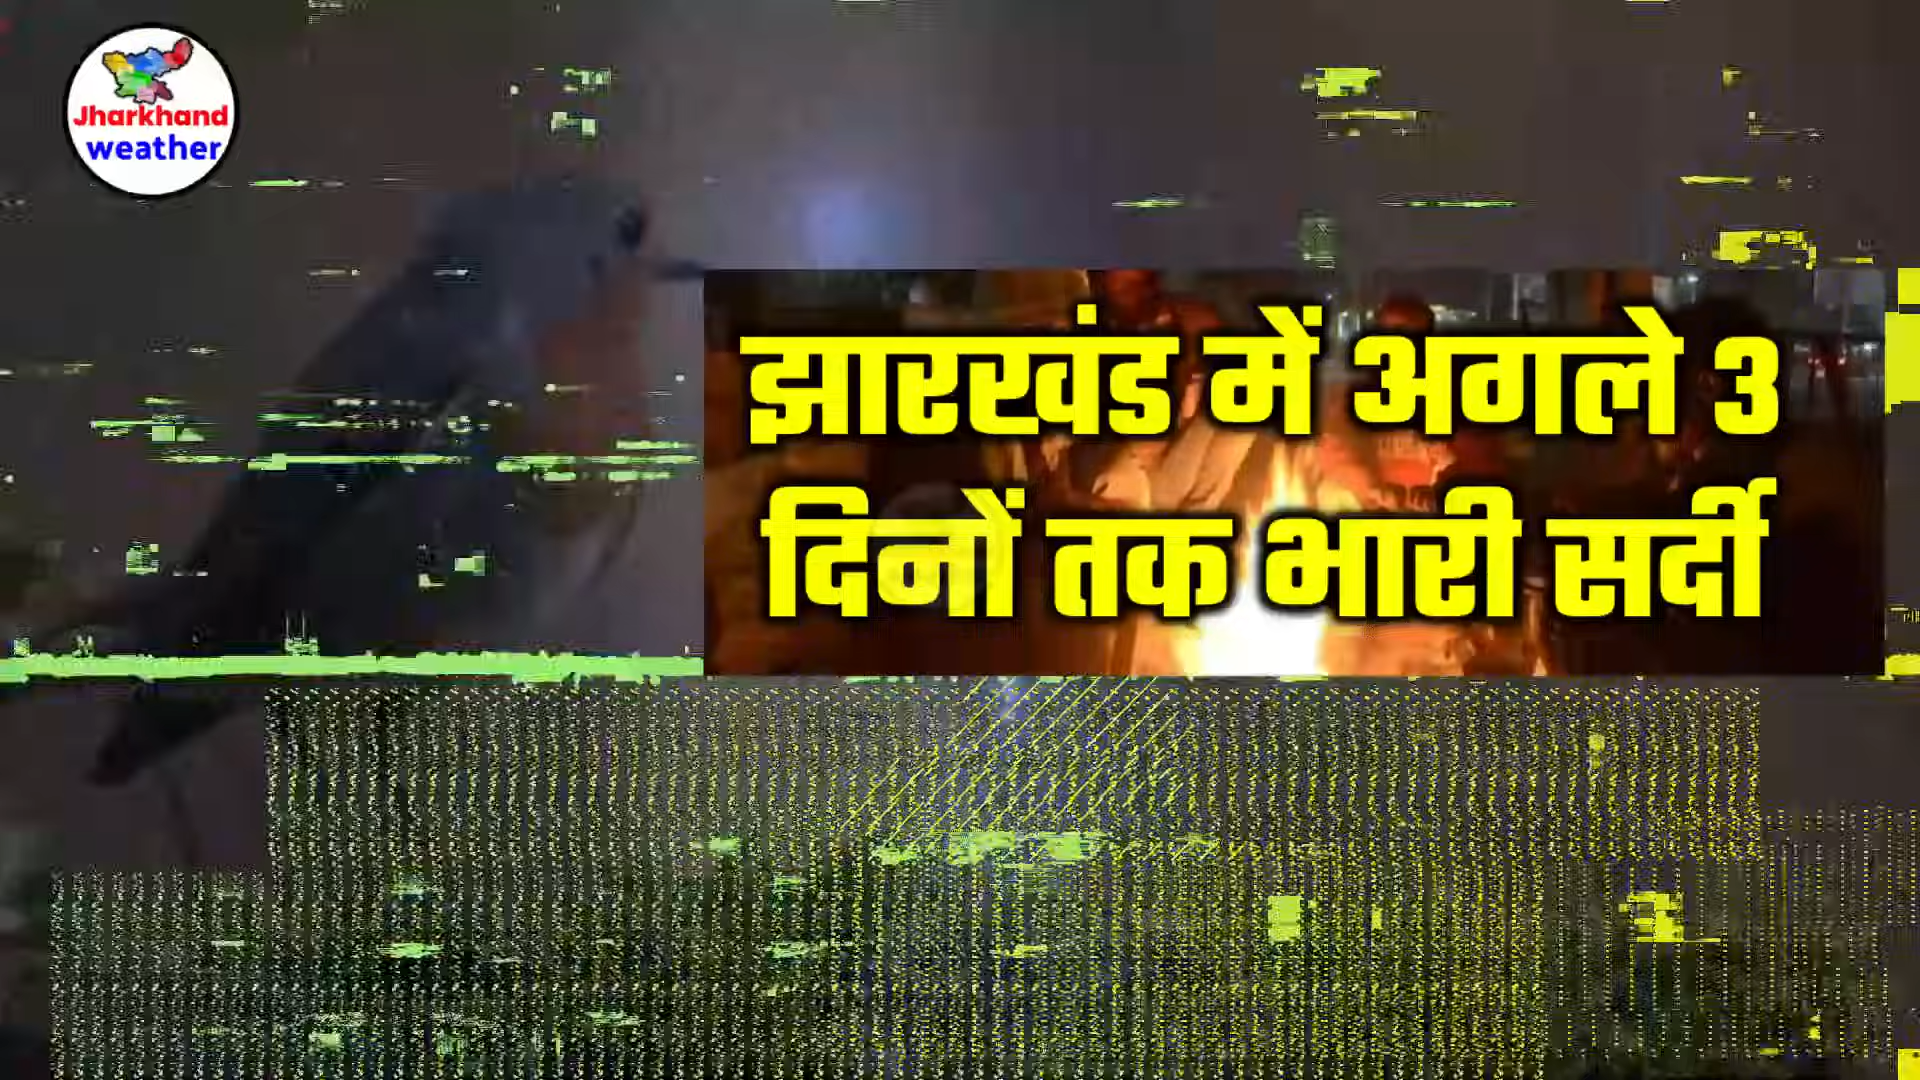 Jharkhand
weather
झारखंड में अगले 3
दिनों तक भारी सर्दी